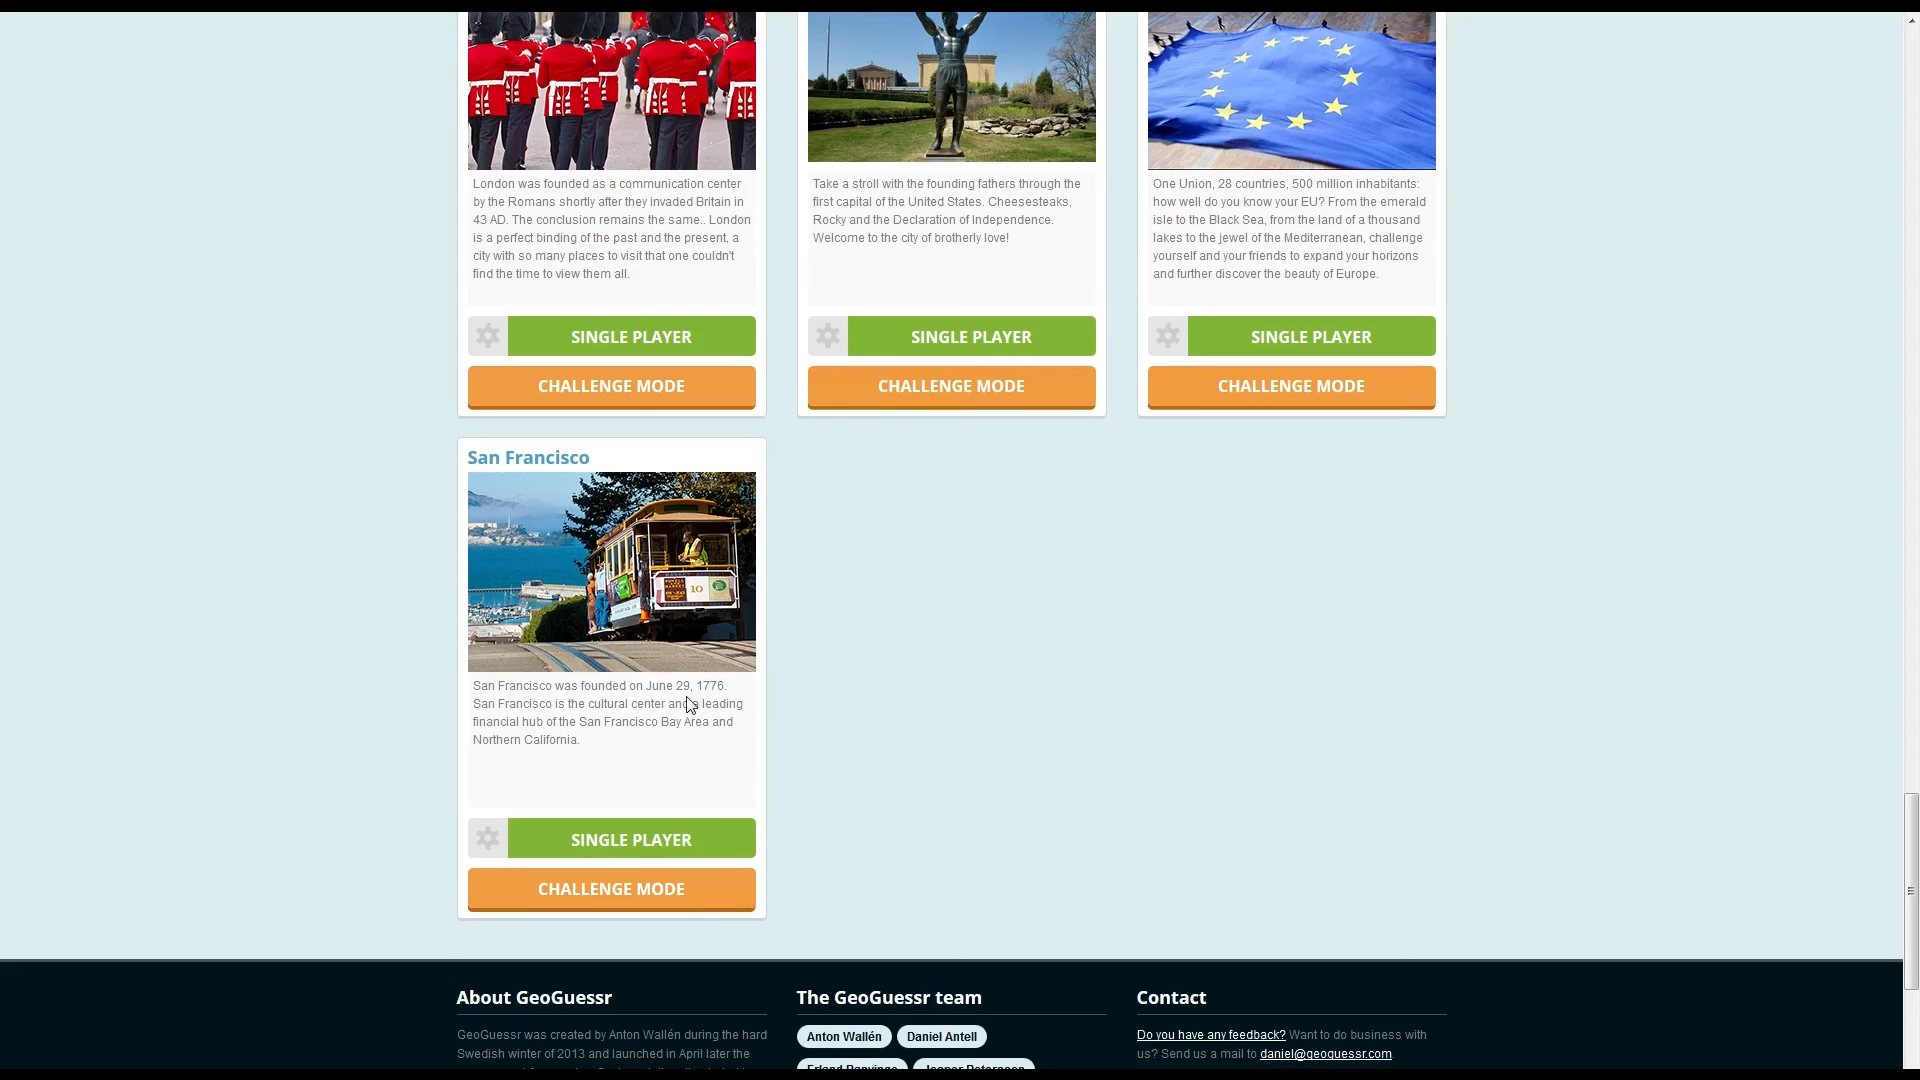 London was founded as a communication center
by the Romans shortly after they invaded Britain in
43 AD. The conclusion remains the same.. London
is a perfect binding of the past and the present, a
city with so many places to visit that one couldn't
find the time to view them all.
SINGLE PLAYER
CHALLENGE MODE
Take a stroll with the founding fathers through the
first capital of the United States. Cheesesteaks,
Rocky and the Declaration of Independence.
Welcome to the city of brotherly love!
SINGLE PLAYER
CHALLENGE MODE
One Union, 28 countries, 500 million inhabitants:
how well do you know your EU? From the emerald
isle to the Black Sea, from the land of a thousand
lakes to the jewel of the Mediterranean, challenge
yourself and your friends to expand your horizons
and further discover the beauty of Europe.
SINGLE PLAYER
CHALLENGE MODE
San Francisco
10
San Francisco was founded on June 29, 1776.
San Francisco is the cultural center and a leading
financial hub of the San Francisco Bay Area and
Northern California.
SINGLE PLAYER
CHALLENGE MODE
About GeoGuessr
GeoGuessr was created by Anton Wallén during the hard
Swedish winter of 2013 and launched in April later the
The GeoGuessr team
Anton Wallén
Daniel Antell
Contact
Do you have any feedback? Want to do business with
us? Send us a mail to daniel@geoguessr.com.